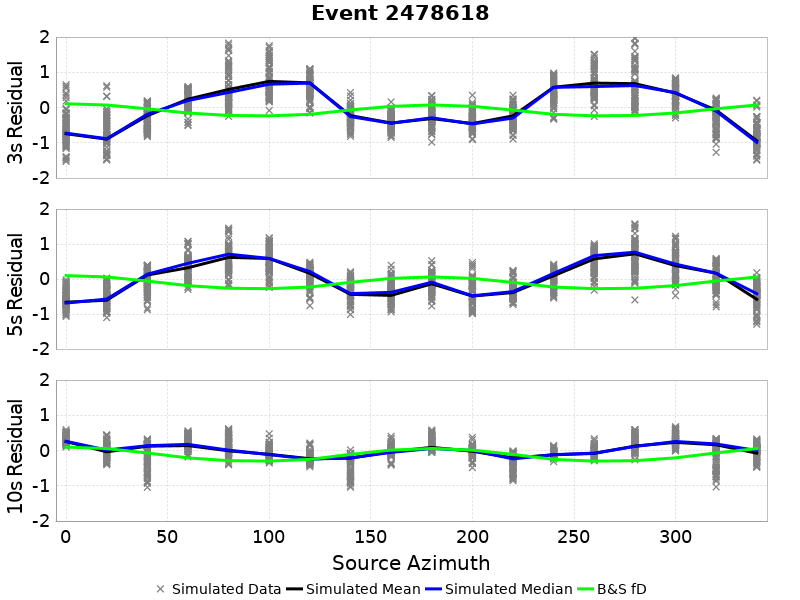 Event 2478618
2
1
0
-1
-2
3s Residual
2
1
0
-1
-2
5s Residual
2
1
0
-1
-2
10s Residual
0 50 100 150 200 250 300
Source Azimuth
Simulated Data Simulated Mean Simulated Median B&S fD